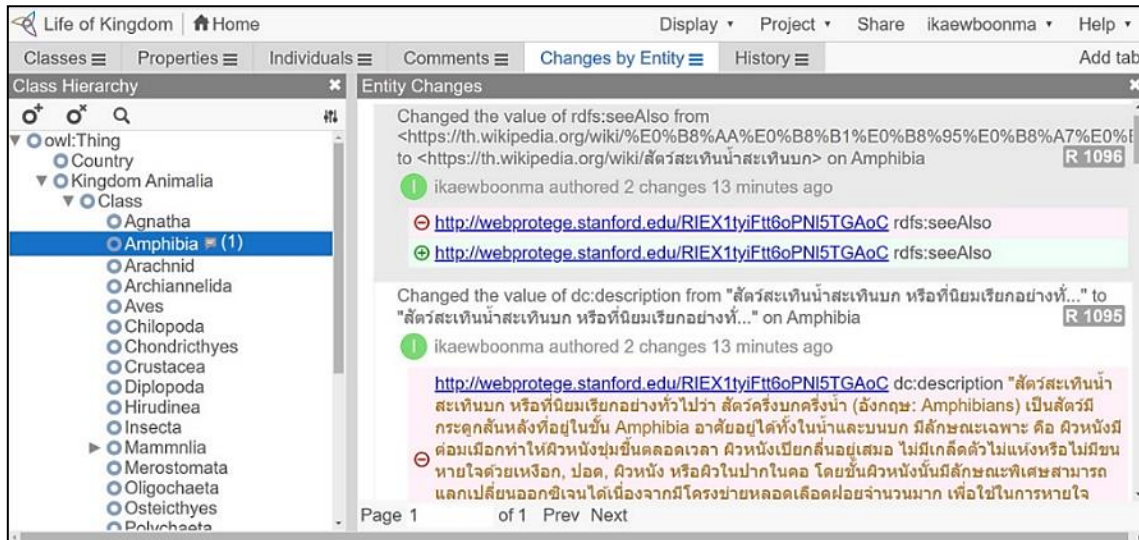 Life of Kingdom | Home Display Project Share ikaewboonma Help
Classes Properties Individuals Comments Changes by Entity History Add tab
Class Hierarchy
owl:Thing
Country
Kingdom Animalia
Class
Agnatha
Amphibia (1)
Arachnid
Archiannelida
Aves
Chilopoda
Chondricthyes
Crustacea
Diplopoda
Hirudinea
Insecta
Mammnlia
Merostomata
Oligochaeta
Osteicthyes
Polychaeta
Entity Changes
Changed the value of rdfs:seeAlso from
<https://th.wikipedia.org/wiki/%E0%B8%AA%E0%B8%B1%E0%B8%95%E0%B8%A7%E0%
to <https://th.wikipedia.org/wiki/สัตว์สะเทินน้ำสะเทินบก> on Amphibia R 1096
I ikaewboonma authored 2 changes 13 minutes ago
http://webprotege.stanford.edu/RIEX1tyiFtt6oPNl5TGAoC rdfs:seeAlso
http://webprotege.stanford.edu/RIEX1tyiFtt6oPNl5TGAoC rdfs:seeAlso
Changed the value of dc:description from "สัตว์สะเทินน้ำสะเทินบก หรือที่นิยมเรียกอย่างทั่..." to
"สัตว์สะเทินน้ำสะเทินบก หรือที่นิยมเรียกอย่างทั่..." on Amphibia R 1095
I ikaewboonma authored 2 changes 13 minutes ago
http://webprotege.stanford.edu/RIEX1tyiFtt6oPNl5TGAoC dc:description "สัตว์สะเทินน้ำ
สะเทินบก หรือที่นิยมเรียกอย่างทั่วไปว่า สัตว์ครึ่งบกครึ่งน้ำ (อังกฤษ: Amphibians) เป็นสัตว์มี
กระดูกสันหลังที่อยู่ในชั้น Amphibia อาศัยอยู่ได้ทั้งในน้ำและบนบก มีลักษณะเฉพาะ คือ ผิวหนังมี
ต่อมเมือกทำให้ผิวหนังชุ่มชื้นตลอดเวลา ผิวหนังเปียกลื่นอยู่เสมอ ไม่มีเกล็ดตัวไม่แห้งหรือไม่มีขน
หายใจด้วยเหงือก, ปอด, ผิวหนัง หรือผิวในปากในคอ โดยชั้นผิวหนังนั้นมีลักษณะพิเศษสามารถ
แลกเปลี่ยนออกซิเจนได้เนื่องจากมีโครงข่ายหลอดเลือดฝอยจำนวนมาก เพื่อใช้ในการหายใจ
Page 1 of 1 Prev Next